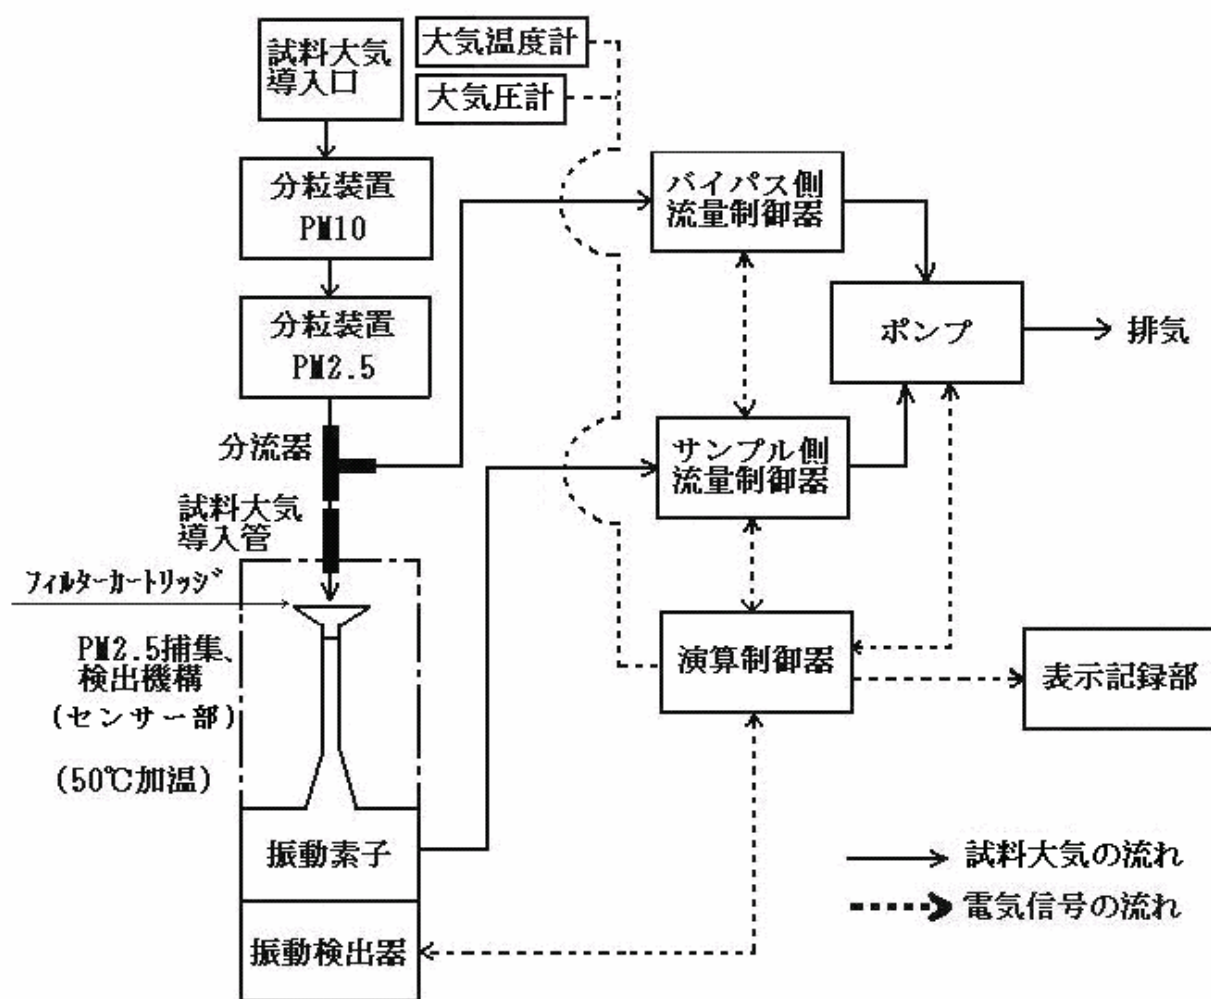 試料大気
導入口
大気温度計
大気圧計
分粒装置
PM10
バイパス側
流量制御器
分粒装置
PM2.5
ポンプ
排気
分流器
サンプル側
流量制御器
試料大気
導入管
フィルターカートリッジ
PM2.5捕集、
検出機構
(センサー部)
(50℃加温)
演算制御器
表示記録部
振動素子
振動検出器
試料大気の流れ
電気信号の流れ